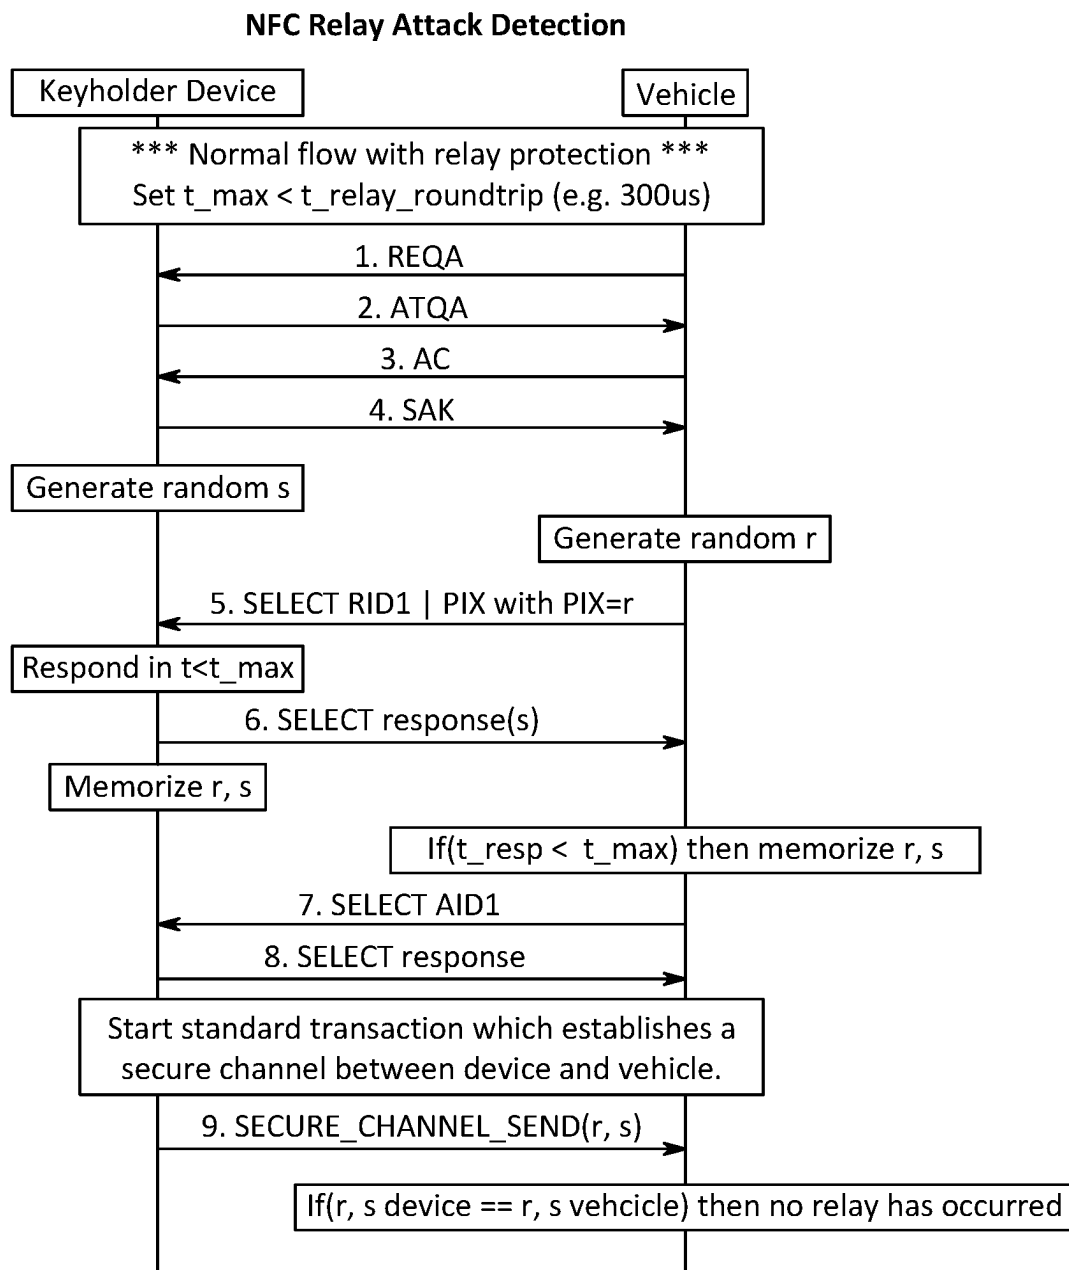 NFC Relay Attack Detection
Keyholder Device
Vehicle
*** Normal flow with relay protection ***
Set t_max < t_relay_roundtrip (e.g. 300us)
1. REQA
2. ATQA
3. AC
4. SAK
Generate random s
Generate random r
5. SELECT RID1 | PIX with PIX=r
Respond in t<t_max
6. SELECT response(s)
Memorize r, s
If(t_resp < t_max) then memorize r, s
7. SELECT AID1
8. SELECT response
Start standard transaction which establishes a
secure channel between device and vehicle.
9. SECURE_CHANNEL_SEND(r, s)
If(r, s device == r, s vehcicle) then no relay has occurred